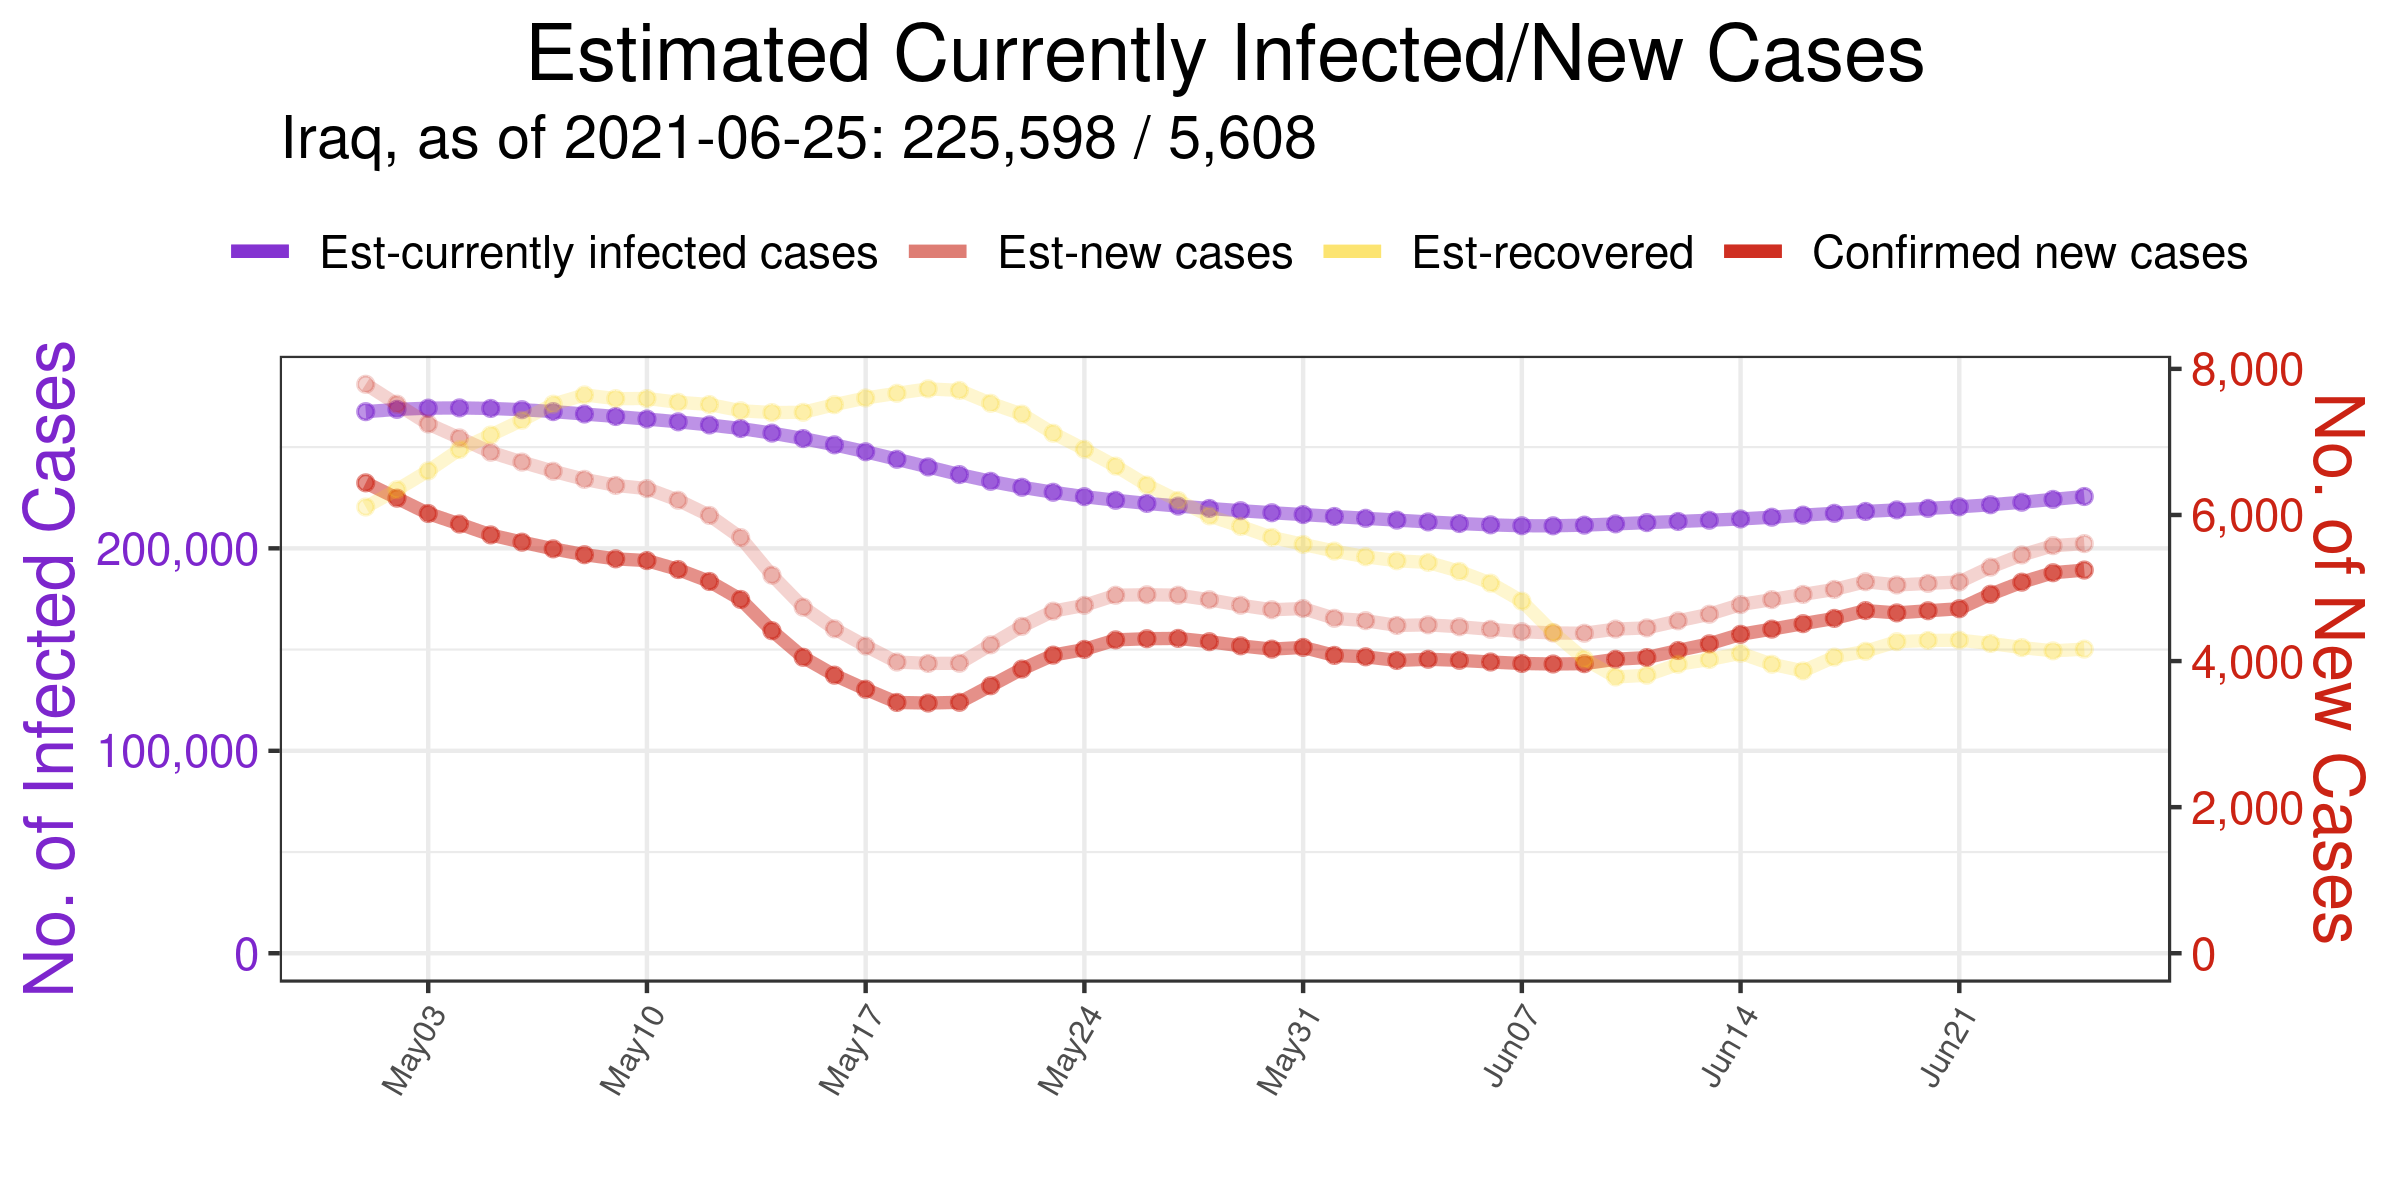 Estimated Currently Infected/New Cases
Iraq, as of 2021-06-25: 225,598 / 5,608
Est-currently infected cases Est-new cases Est-recovered Confirmed new cases
No. of Infected Cases
200,000
100,000
0
8,000
6,000
4,000
2,000
0
No. of New Cases
May03 May10 May17 May24 May31 Jun07 Jun14 Jun21